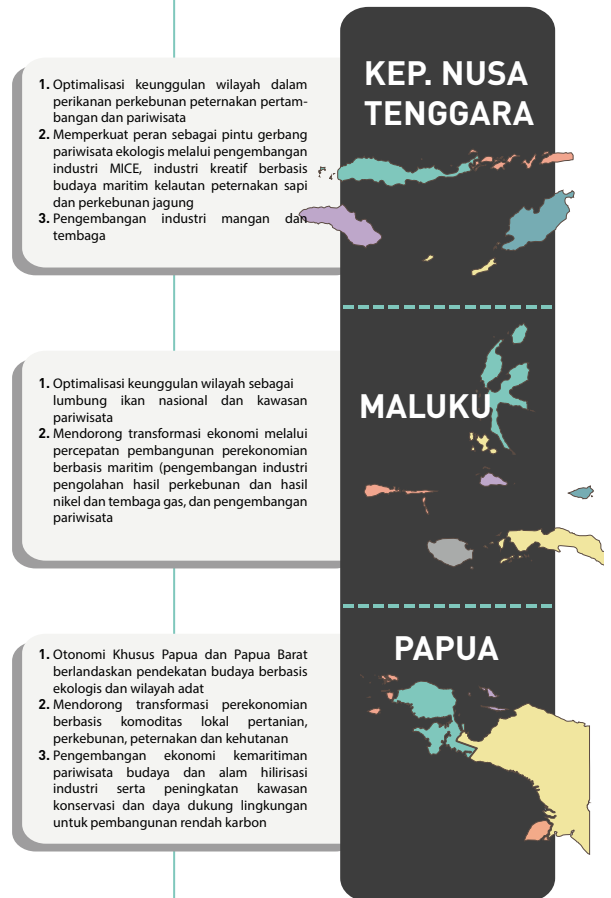 KEP. NUSA
TENGGARA
1. Optimalisasi keunggulan wilayah dalam
perikanan perkebunan peternakan pertam-
bangan dan pariwisata
2. Memperkuat peran sebagai pintu gerbang
pariwisata ekologis melalui pengembangan
industri MICE, industri kreatif berbasis
budaya maritim kelautan peternakan sapi
dan perkebunan jagung
3. Pengembangan industri mangan dan
tembaga
MALUKU
1. Optimalisasi keunggulan wilayah sebagai
lumbung ikan nasional dan kawasan
pariwisata
2. Mendorong transformasi ekonomi melalui
percepatan pembangunan perekonomian
berbasis maritim (pengembangan industri
pengolahan hasil perkebunan dan hasil
nikel dan tembaga gas, dan pengembangan
pariwisata
PAPUA
1. Otonomi Khusus Papua dan Papua Barat
berlandaskan pendekatan budaya berbasis
ekologis dan wilayah adat
2. Mendorong transformasi perekonomian
berbasis komoditas lokal pertanian,
perkebunan, peternakan dan kehutanan
3. Pengembangan ekonomi kemaritiman
pariwisata budaya dan alam hilirisasi
industri serta peningkatan kawasan
konservasi dan daya dukung lingkungan
untuk pembangunan rendah karbon